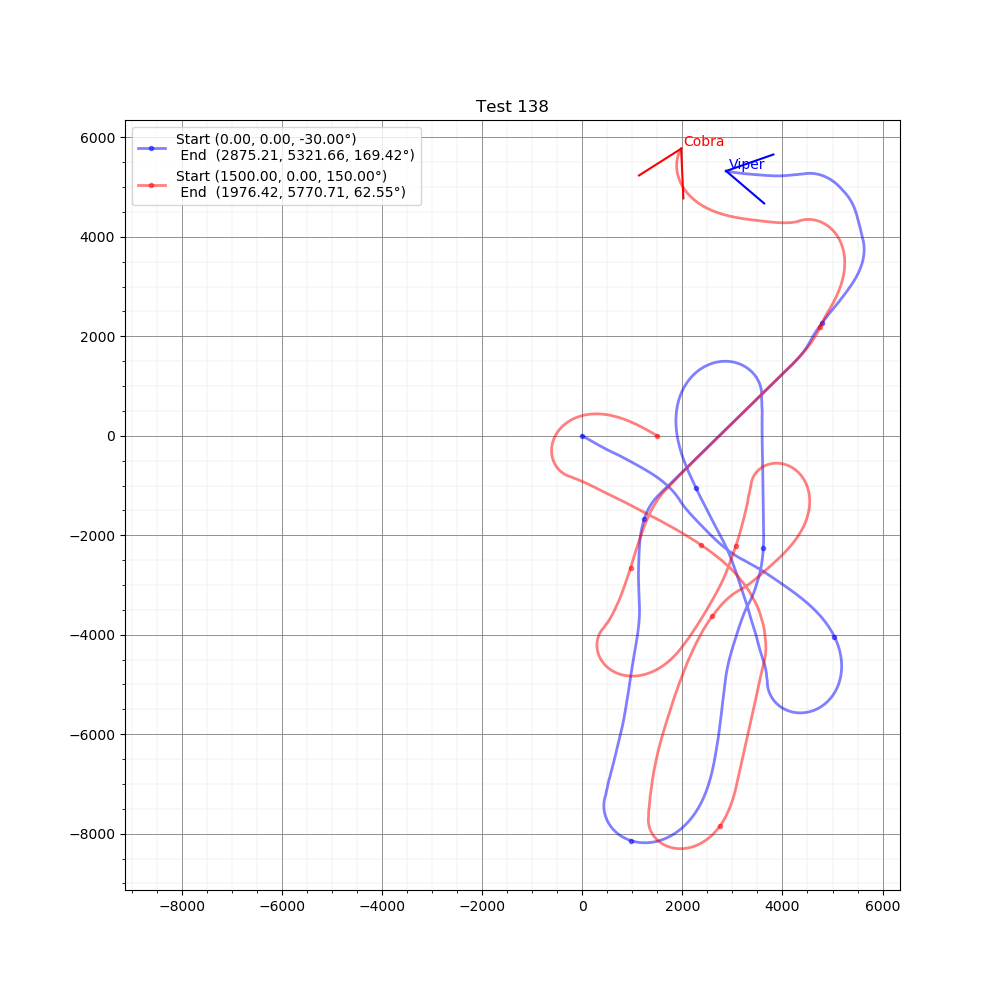 Test 138
Start (0.00, 0.00, -30.00°)
End  (2875.21, 5321.66, 169.42°)
Start (1500.00, 0.00, 150.00°)
End  (1976.42, 5770.71, 62.55°)
Cobra
Viper
6000
4000
2000
0
−2000
−4000
−6000
−8000
−8000 −6000 −4000 −2000 0 2000 4000 6000